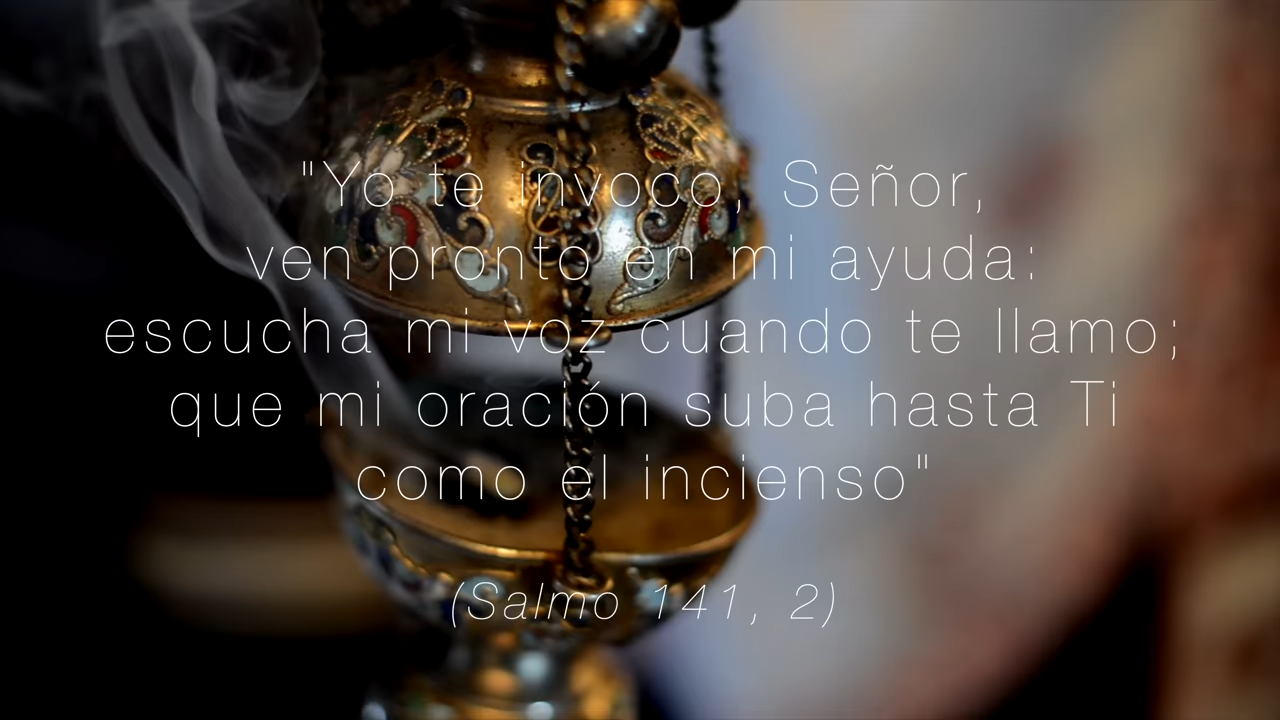 "Yo te invoco, Señor,
ven pronto en mi ayuda:
escucha mi voz cuando te llamo;
que mi oración suba hasta Ti
como el incienso"
(Salmo 141, 2)